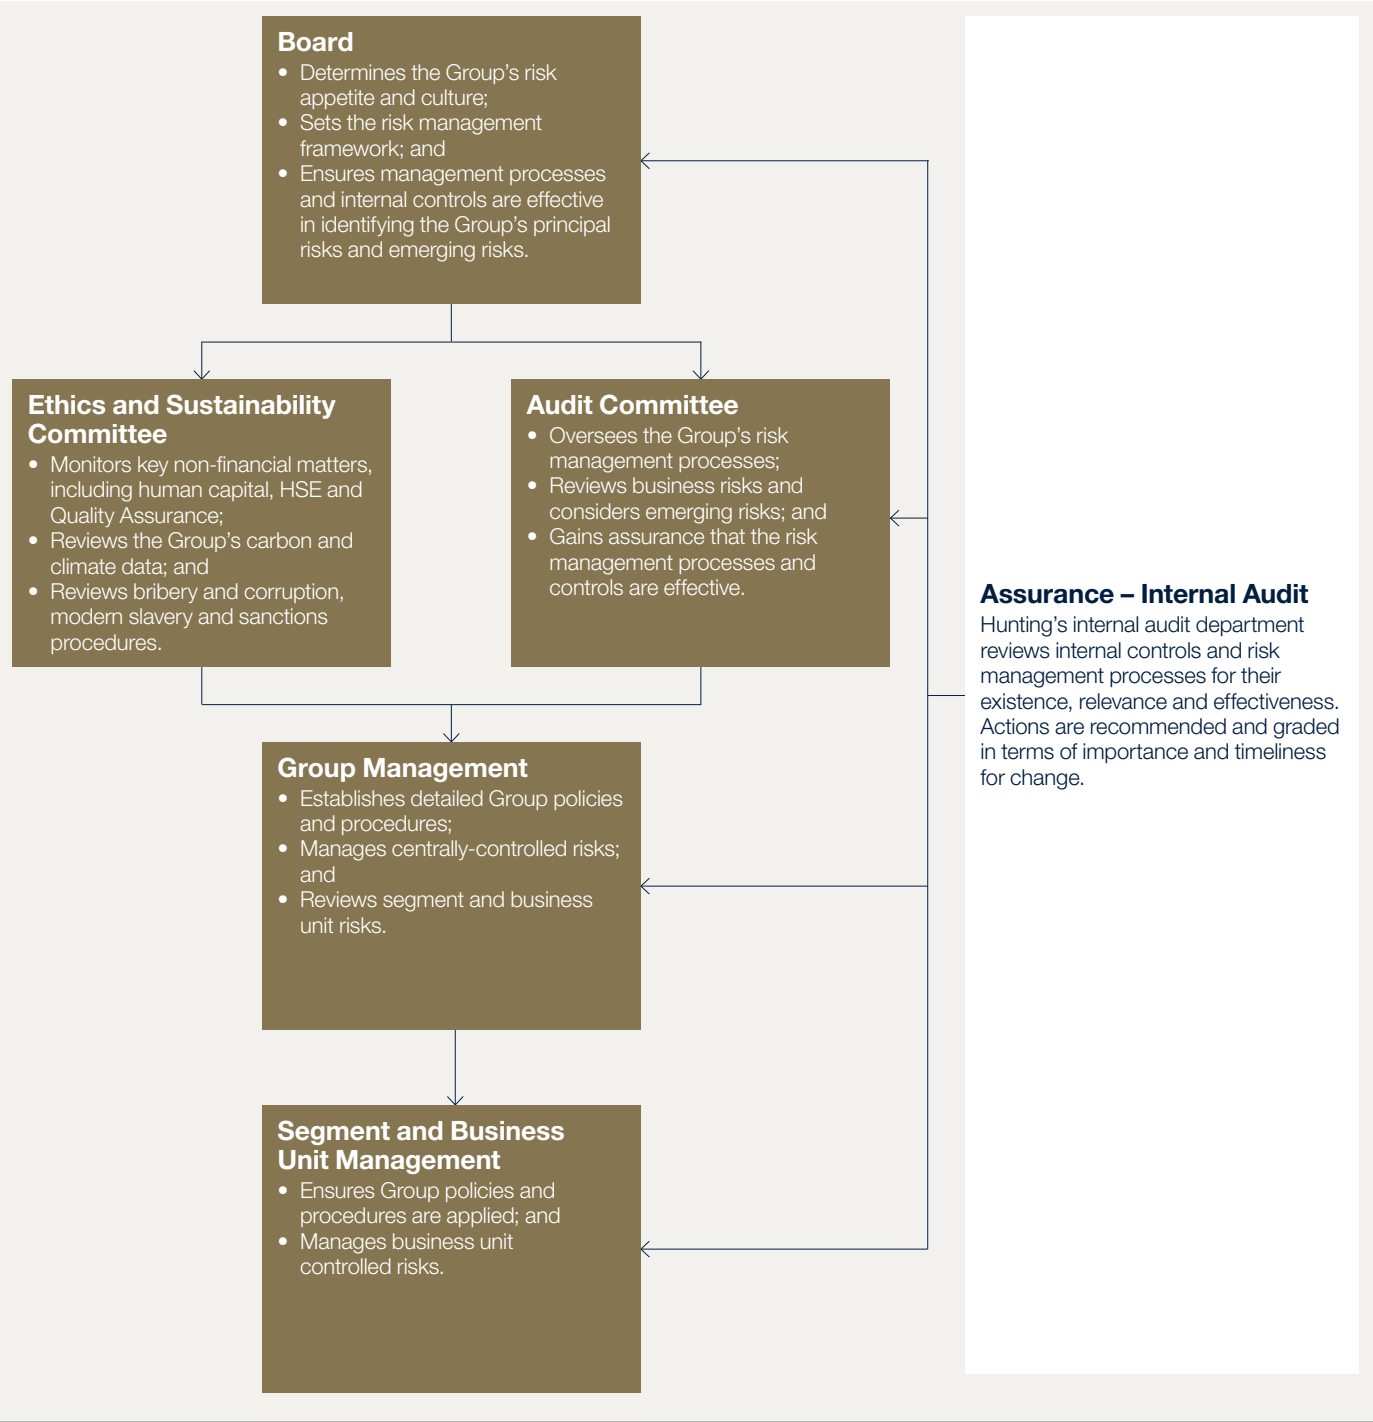 Board
• Determines the Group’s risk
appetite and culture;
• Sets the risk management
framework; and
• Ensures management processes
and internal controls are effective
in identifying the Group’s principal
risks and emerging risks.
Ethics and Sustainability
Committee
• Monitors key non-financial matters,
including human capital, HSE and
Quality Assurance;
• Reviews the Group’s carbon and
climate data; and
• Reviews bribery and corruption,
modern slavery and sanctions
procedures.
Audit Committee
• Oversees the Group’s risk
management processes;
• Reviews business risks and
considers emerging risks; and
• Gains assurance that the risk
management processes and
controls are effective.
Group Management
• Establishes detailed Group policies
and procedures;
• Manages centrally-controlled risks;
and
• Reviews segment and business
unit risks.
Segment and Business
Unit Management
• Ensures Group policies and
procedures are applied; and
• Manages business unit
controlled risks.
Assurance – Internal Audit
Hunting’s internal audit department
reviews internal controls and risk
management processes for their
existence, relevance and effectiveness.
Actions are recommended and graded
in terms of importance and timeliness
for change.